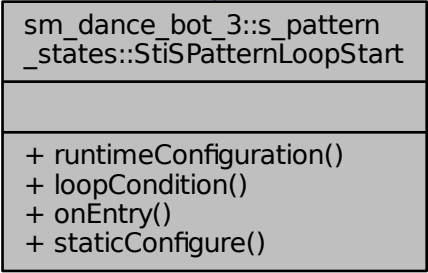 sm_dance_bot_3::s_pattern
_states::StiSPatternLoopStart
+ runtimeConfiguration()
+ loopCondition()
+ onEntry()
+ staticConfigure()